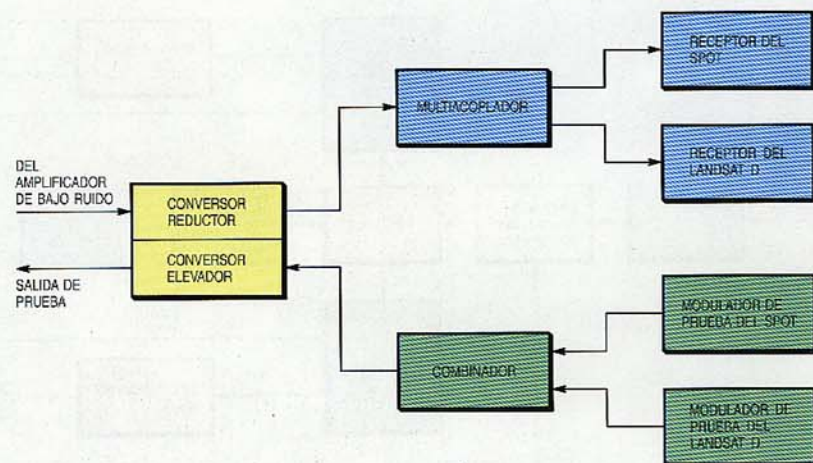 RECEPTOR DEL
SPOT
MULTIACOPLADOR
RECEPTOR DEL
LANDSAT D
DEL
AMPLIFICADOR
DE BAJO RUIDO
CONVERSOR
REDUCTOR
CONVERSOR
ELEVADOR
SALIDA DE
PRUEBA
MODULADOR DE
PRUEBA DEL SPOT
COMBINADOR
MODULADOR DE
PRUEBA DEL
LANDSAT D